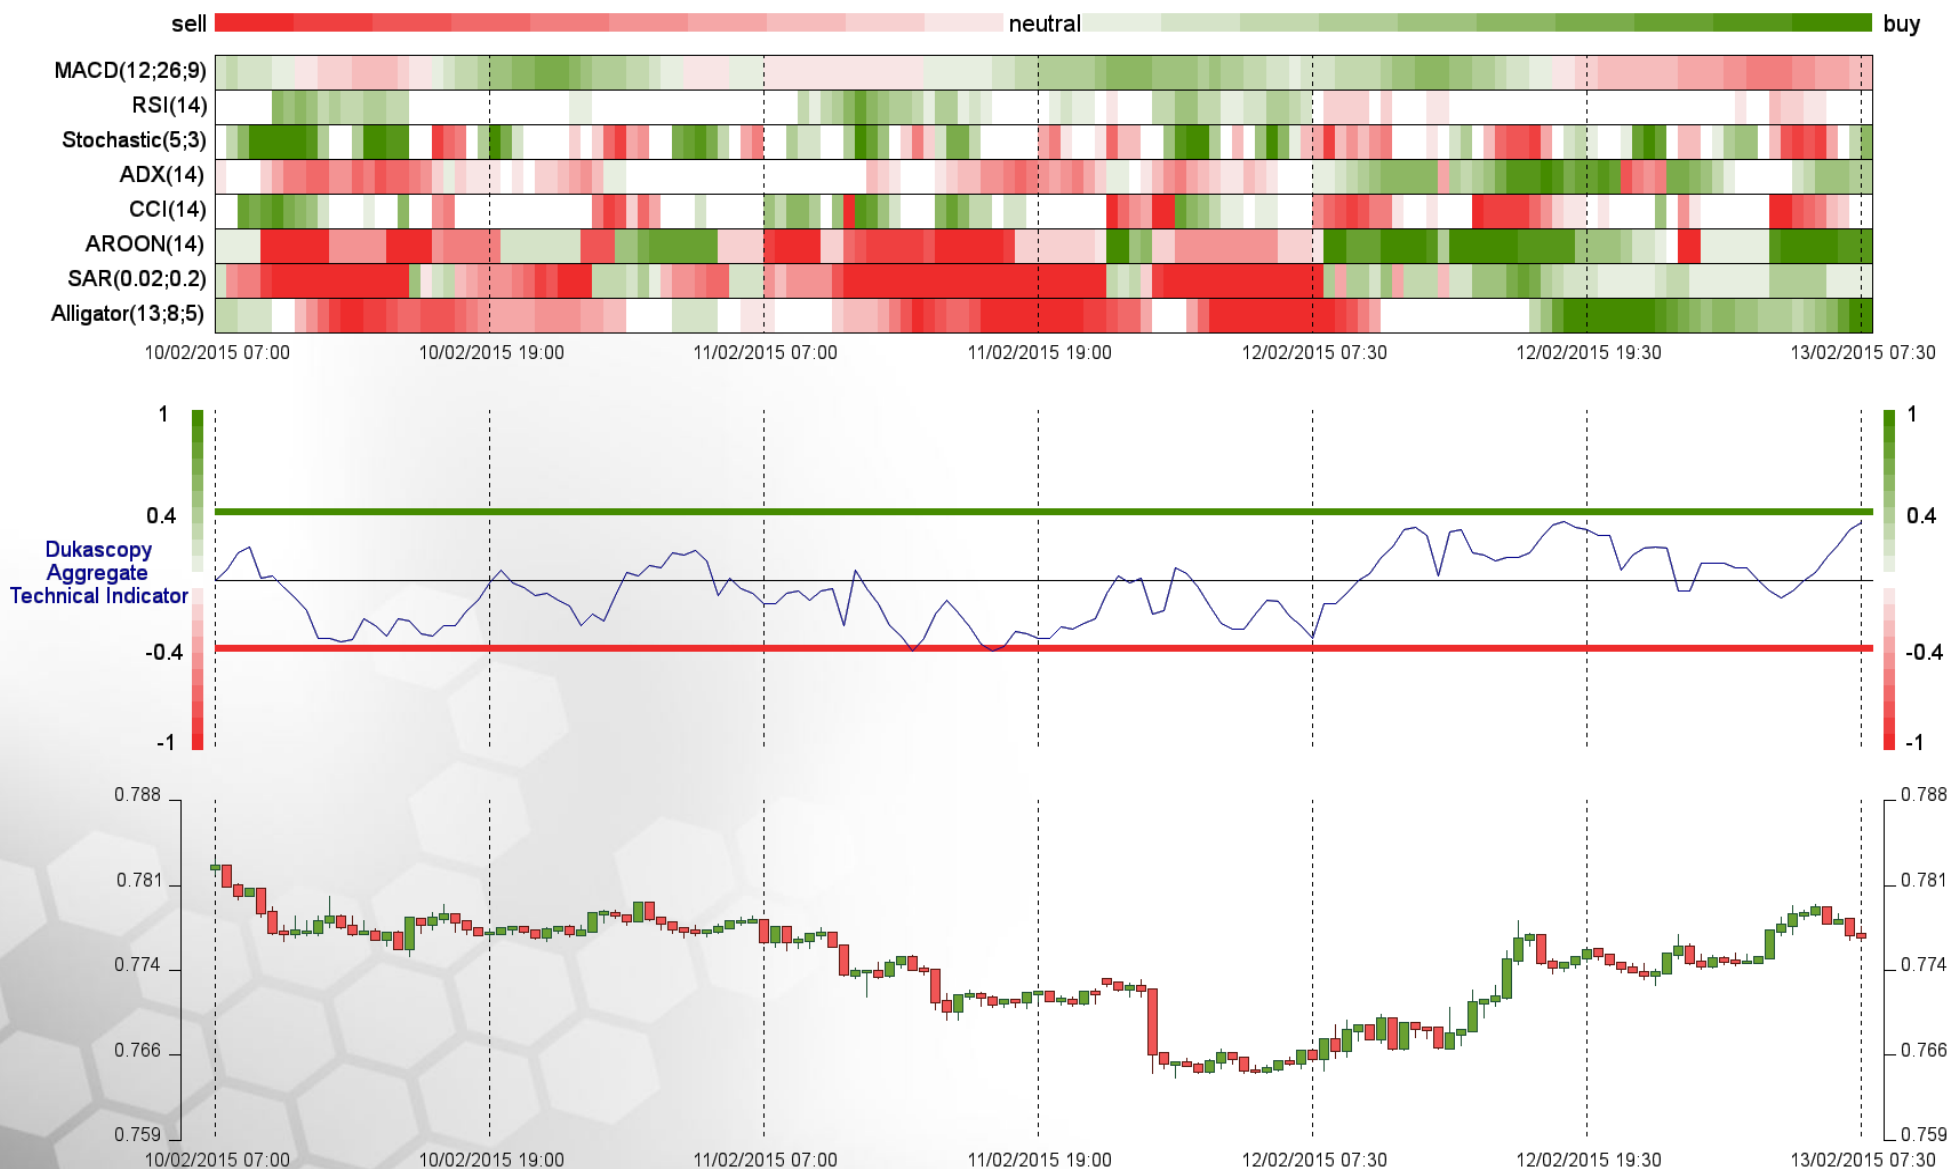 sell neutral buy
MACD(12;26;9)
RSI(14)
Stochastic(5;3)
ADX(14)
CCI(14)
AROON(14)
SAR(0.02;0.2)
Alligator(13;8;5)
10/02/2015 07:00 10/02/2015 19:00 11/02/2015 07:00 11/02/2015 19:00 12/02/2015 07:30 12/02/2015 19:30 13/02/2015 07:30
1 1
0.4 0.4
Dukascopy
Aggregate
Technical Indicator
-0.4 -0.4
-1 -1
0.788 0.788
0.781 0.781
0.774 0.774
0.766 0.766
0.759 0.759
10/02/2015 07:00 10/02/2015 19:00 11/02/2015 07:00 11/02/2015 19:00 12/02/2015 07:30 12/02/2015 19:30 13/02/2015 07:30